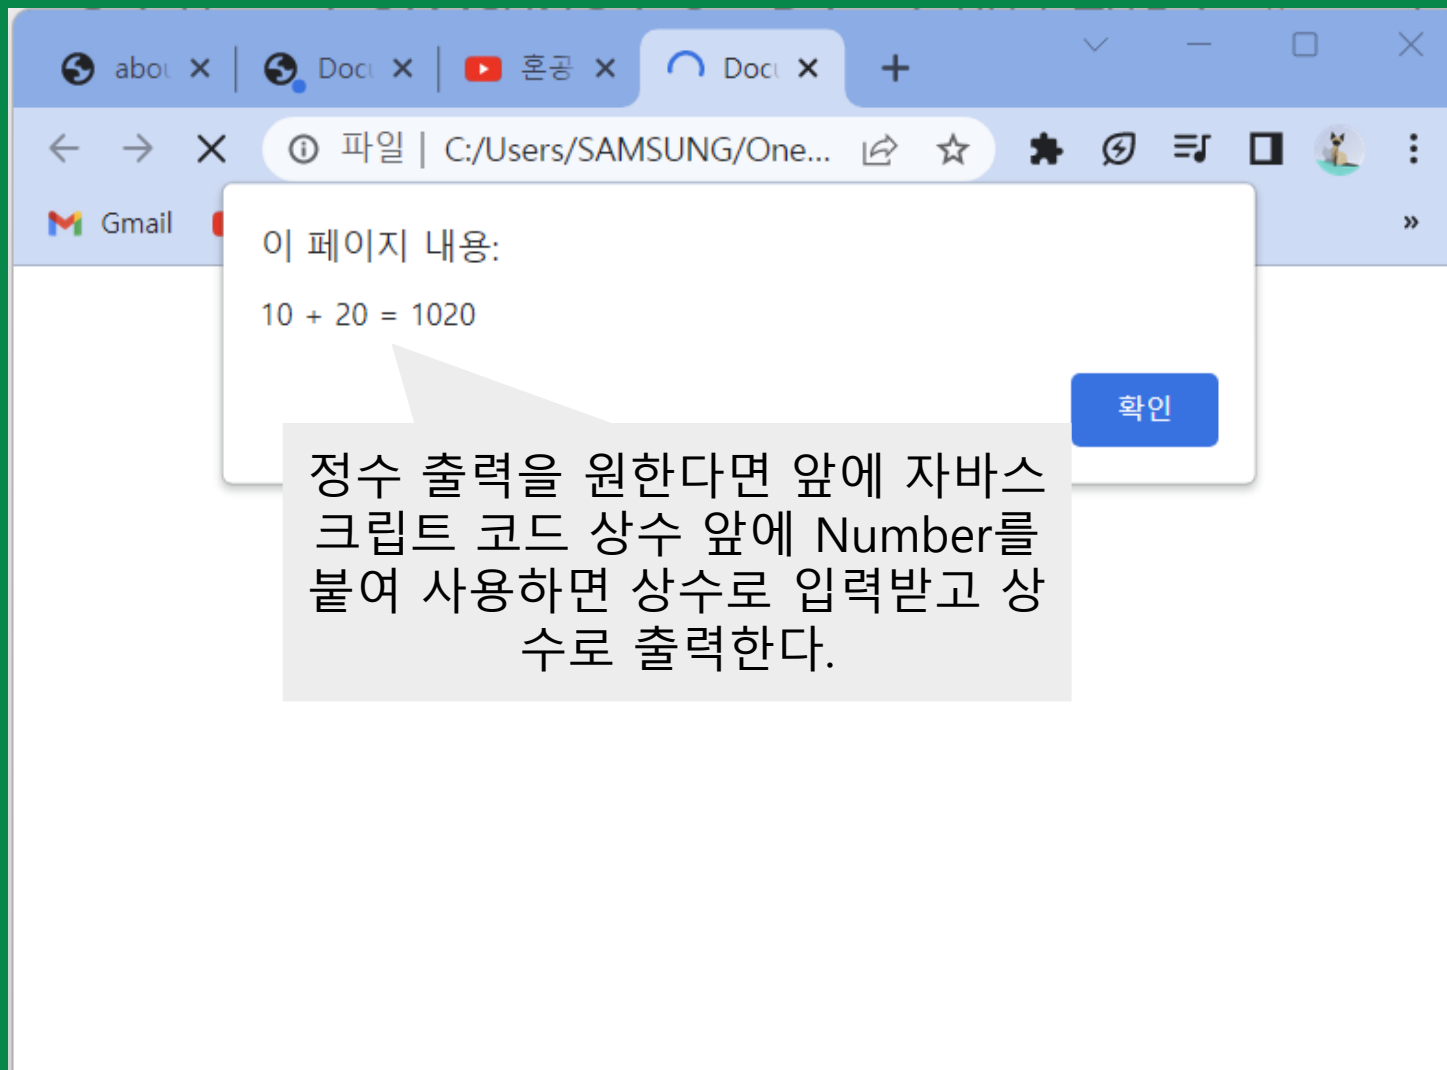 abou
Docu
혼공
Docu
파일 | C:/Users/SAMSUNG/One...
Gmail
»
이 페이지 내용:
10 + 20 = 1020
확인
정수 출력을 원한다면 앞에 자바스
크립트 코드 상수 앞에 Number를
붙여 사용하면 상수로 입력받고 상
수로 출력한다.